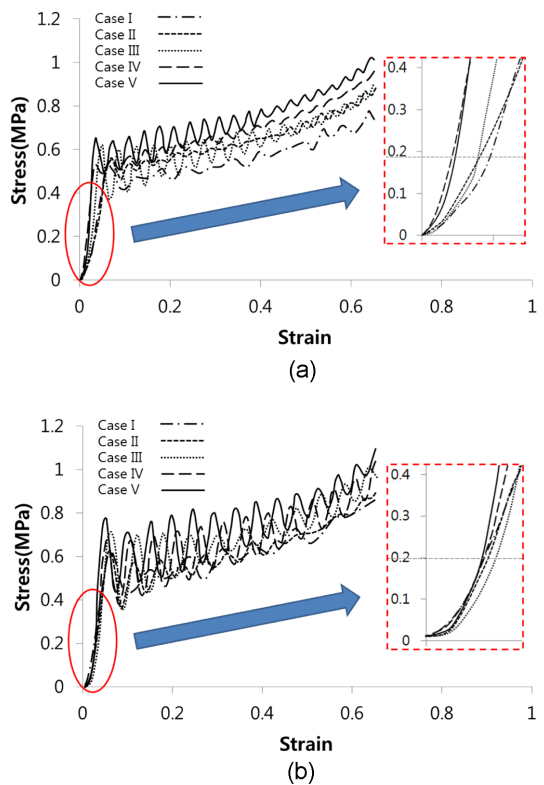 1.2
1
0.8
0.6
0.4
0.2
0
Stress(MPa)
Case I
Case II
Case III
Case IV
Case V
0.4
0.3
0.2
0.1
0
0
0.2
0.4
0.6
0.8
1
Strain
(a)
1.2
1
0.8
0.6
0.4
0.2
0
Stress(MPa)
Case I
Case II
Case III
Case IV
Case V
0.4
0.3
0.2
0.1
0
0
0.2
0.4
0.6
0.8
1
Strain
(b)